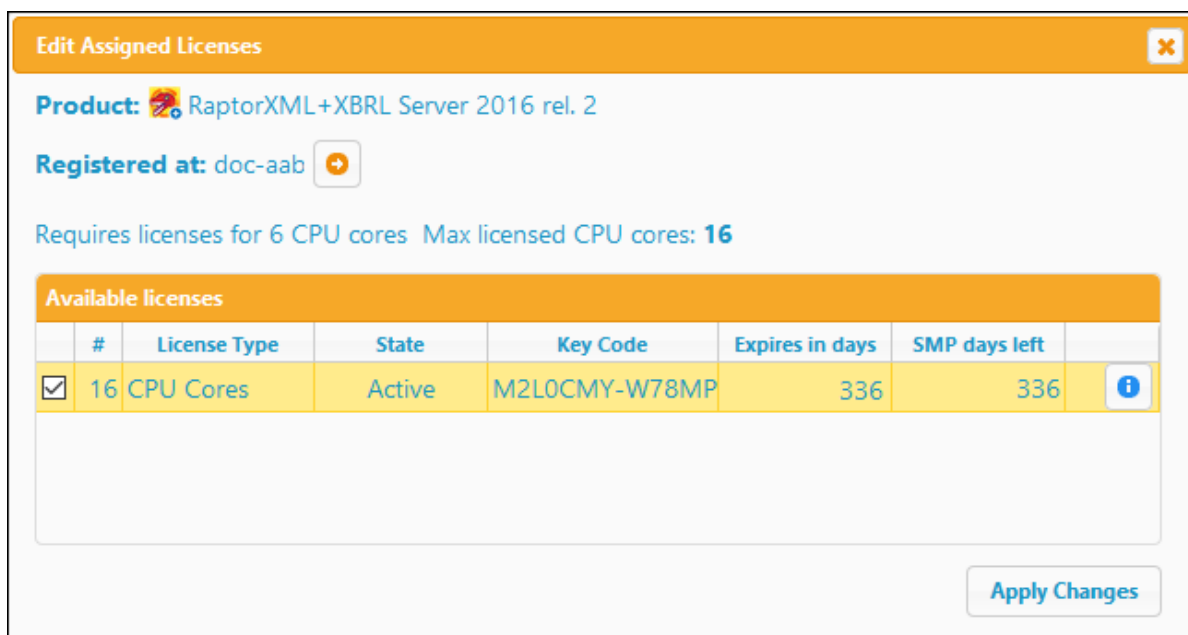 Edit Assigned Licenses
Product: RaptorXML+XBRL Server 2016 rel. 2
Registered at: doc-aab
Requires licenses for 6 CPU cores Max licensed CPU cores: 16
Available licenses
# License Type State Key Code Expires in days SMP days left
16 CPU Cores Active M2L0CMY-W78MP 336 336
Apply Changes